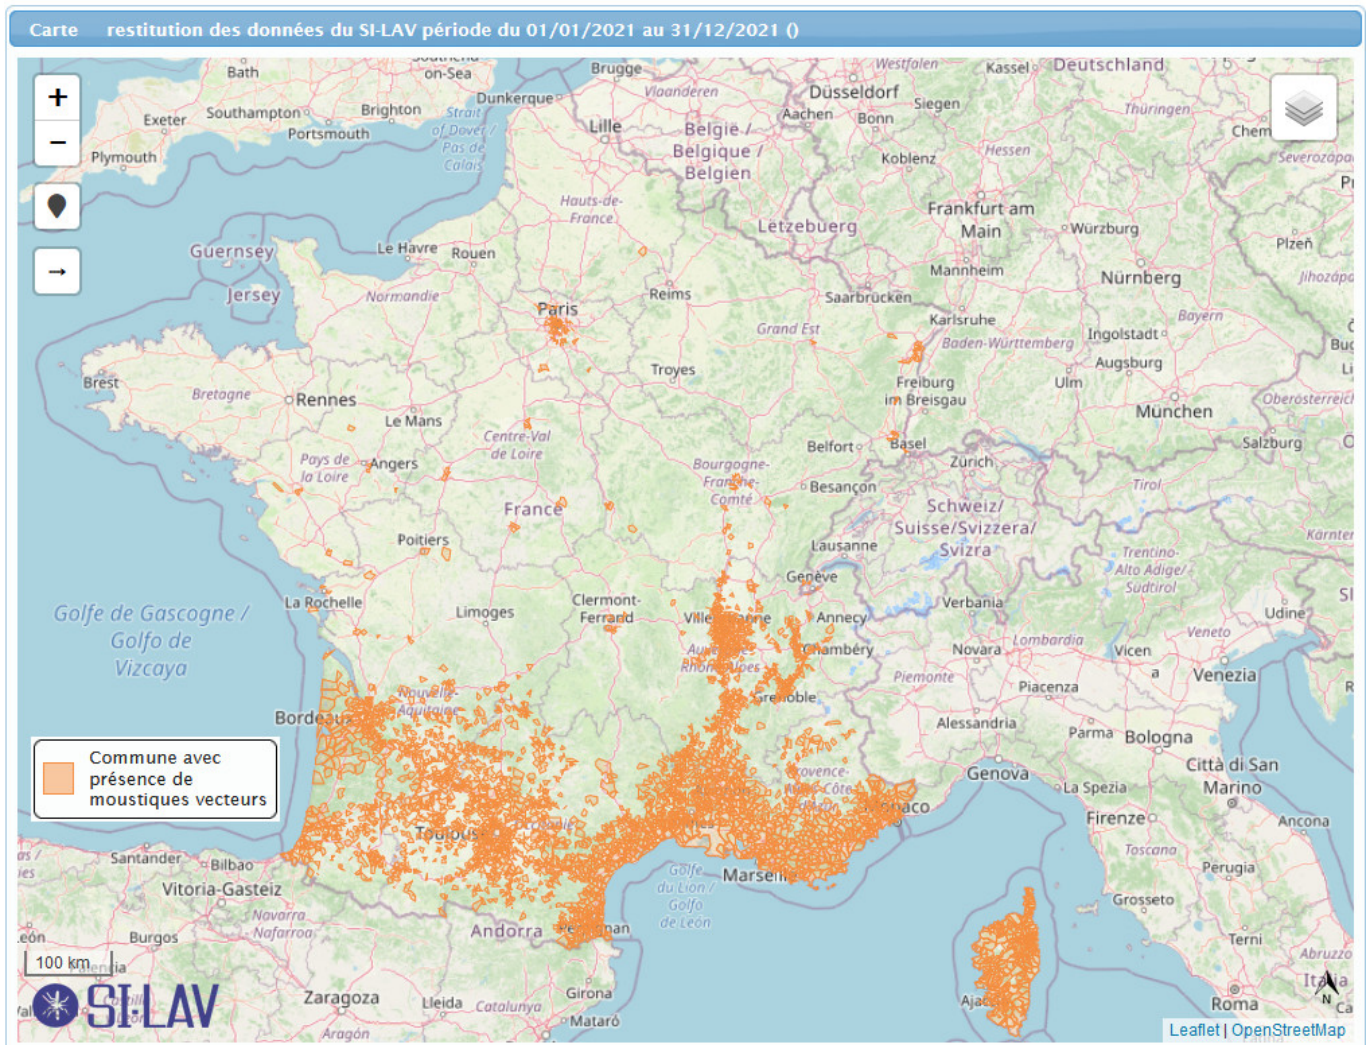 Carte restitution des données du SI-LAV période du 01/01/2021 au 31/12/2021 ()
+
−
→
Bath
on-Sea
Brugge
Vlaanderen
Westfalen
Kassel
Deutschland
Southampton
Brighton
Dunkerque
Düsseldorf
Siegen
Thüringen
Exeter
Portsmouth
Strait
of Dover /
Pas de
Calais
Lille
Aachen
Bonn
Plymouth
België /
Belgique /
Belgien
Koblenz
Hessen
Hauts-de-
France
Frankfurt am
Main
Guernsey
Le Havre
Rouen
Lëtzebuerg
Würzburg
Plzeň
Jersey
Normandie
Paris
Reims
Saarbrücken
Mannheim
Nürnberg
Karlsruhe
Grand Est
Baden-Württemberg
Ingolstadt
Bayern
Brest
Bretagne
Rennes
Troyes
Freiburg
im Breisgau
Ulm
Augsburg
München
Le Mans
Centre-Val
de Loire
Belfort
Basel
Salzburg
Pays de
la Loire
Angers
Bourgogne-
Franche-
Comté
Besançon
Zürich
Tirol
France
Schweiz/
Suisse/Svizzera/
Svizra
Poitiers
Lausanne
Trentino-
Alto Adige/
Südtirol
La Rochelle
Limoges
Clermont-
Ferrand
Genève
Annecy
Verbania
Udine
Golfe de Gascogne /
Golfo de
Vizcaya
Chambéry
Novara
Lombardia
Veneto
Vicen
a
Venezia
Piemonte
Piacenza
Grenoble
Bordeaux
Nouvelle-
Aquitaine
Alessandria
Parma
Bologna
Commune avec
présence de
moustiques vecteurs
Genova
La Spezia
Città di San
Marino
Monaco
Firenze
Ancona
Toulouse
Santander
Bilbao
Vitoria-Gasteiz
Golfe
du Lion /
Golfo
de León
Marseille
Toscana
Perugia
Grosseto
Navarra
Nafarroa
Andorra
Burgos
Terni
Abruzzo
100 km
Zaragoza
Lleida
Catalunya
Girona
Mataró
Aragón
Roma
N
SI-LAV
Leaflet | OpenStreetMap